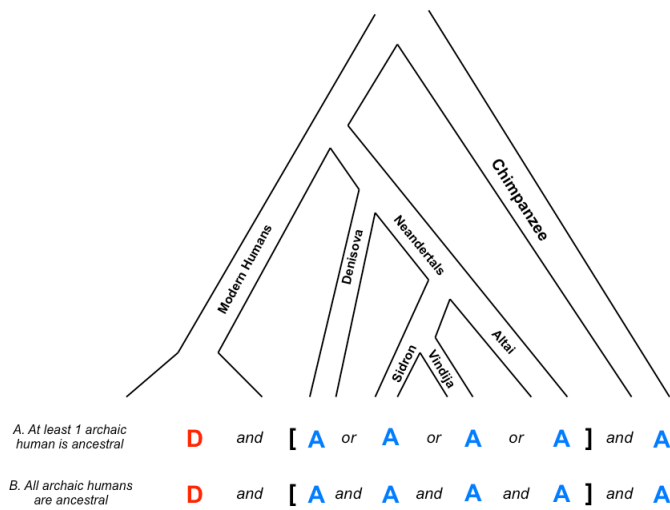 Chimpanzee
Modern Humans
Denisova
Neandertals
Sidron
Vindija
Altai
A. At least 1 archaic
human is ancestral
D and [ A or A or A or A ] and A
B. All archaic humans
are ancestral
D and [ A and A and A and A ] and A